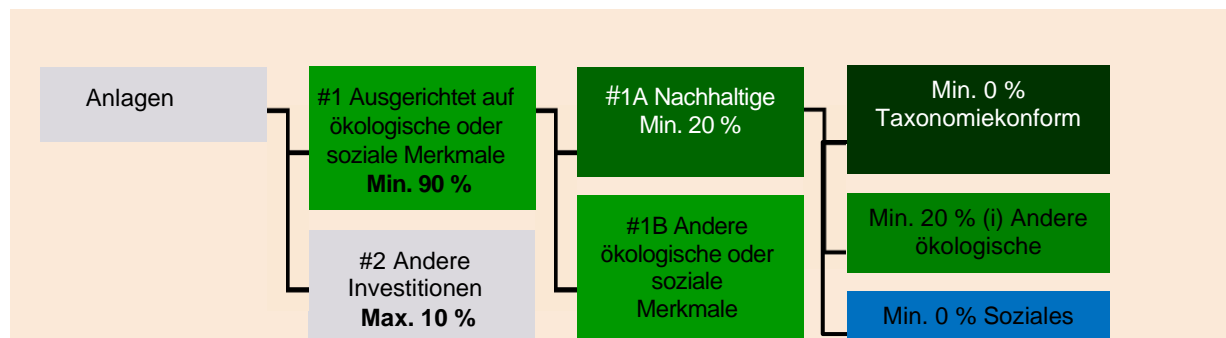 Anlagen
#1 Ausgerichtet auf
ökologische oder
soziale Merkmale
Min. 90 %
#2 Andere
Investitionen
Max. 10 %
#1A Nachhaltige
Min. 20 %
#1B Andere
ökologische oder
soziale
Merkmale
Min. 0 %
Taxonomiekonform
Min. 20 % (i) Andere
ökologische
Min. 0 % Soziales